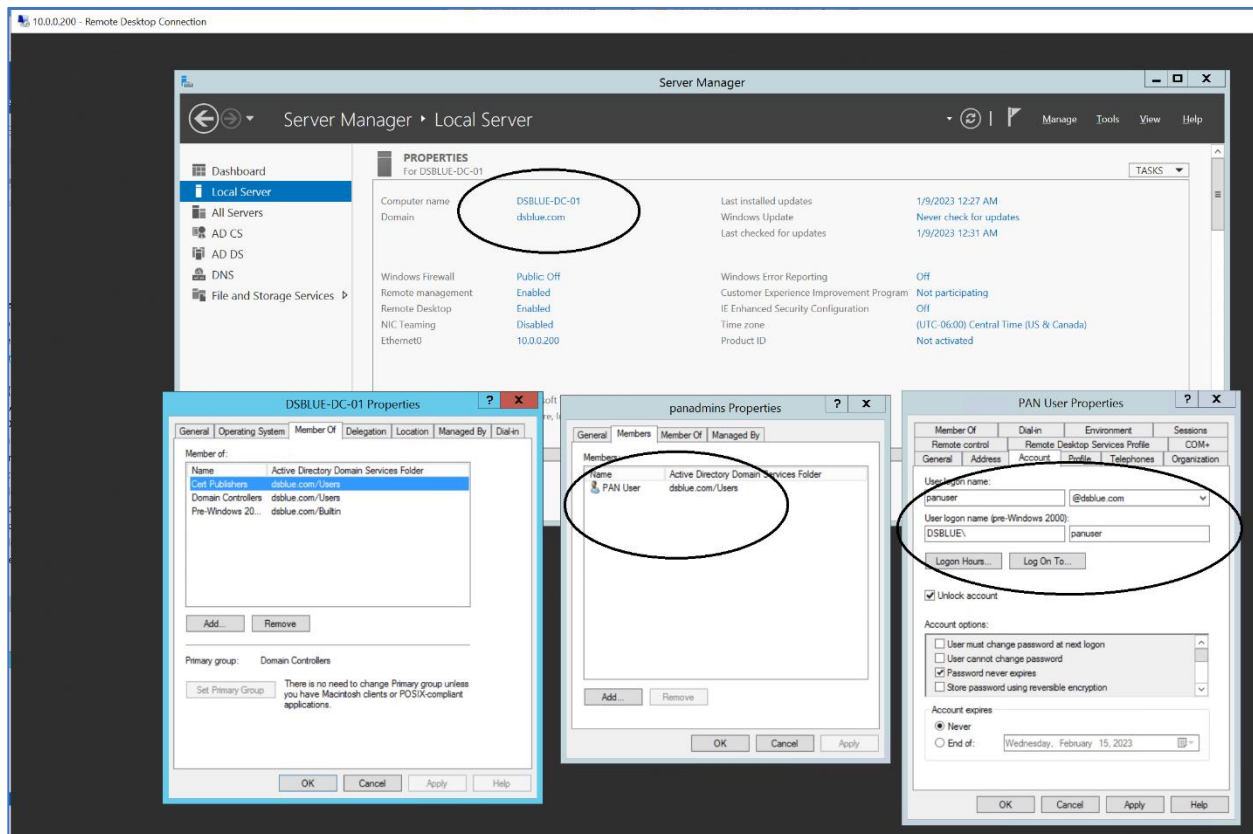 10.0.0.200 - Remote Desktop Connection
Server Manager
Server Manager ‣ Local Server
Manage Tools View Help
Dashboard
Local Server
All Servers
AD CS
AD DS
DNS
File and Storage Services
PROPERTIES
For DSBLUE-DC-01
TASKS
Computer name DSBLUE-DC-01 Last installed updates 1/9/2023 12:27 AM
Domain dsblue.com Windows Update Never check for updates
Last checked for updates 1/9/2023 12:31 AM
Windows Firewall Public: Off Windows Error Reporting Off
Remote management Enabled Customer Experience Improvement Program Not participating
Remote Desktop Enabled IE Enhanced Security Configuration Off
NIC Teaming Disabled Time zone (UTC-06:00) Central Time (US & Canada)
Ethernet0 10.0.0.200 Product ID Not activated
DSBLUE-DC-01 Properties ? X
General Operating System Member Of Delegation Location Managed By Dial-in
Member of:
Name Active Directory Domain Services Folder
Cert Publishers dsblue.com/Users
Domain Controllers dsblue.com/Users
Pre-Windows 20... dsblue.com/Builtin
Add... Remove
Primary group: Domain Controllers
Set Primary Group
There is no need to change Primary group unless
you have Macintosh clients or POSIX-compliant
applications.
OK Cancel Apply Help
panadmins Properties ? X
General Members Member Of Managed By
Members:
Name Active Directory Domain Services Folder
PAN User dsblue.com/Users
Add... Remove
OK Cancel Apply
PAN User Properties ? X
Member Of Dial-in Environment Sessions
Remote control Remote Desktop Services Profile COM+
General Address Account Profile Telephones Organization
User logon name:
panuser @dsblue.com
User logon name (pre-Windows 2000):
DSBLUE\ panuser
Logon Hours... Log On To...
Unlock account
Account options:
User must change password at next logon
User cannot change password
Password never expires
Store password using reversible encryption
Account expires
Never
End of: Wednesday, February 15, 2023
OK Cancel Apply Help